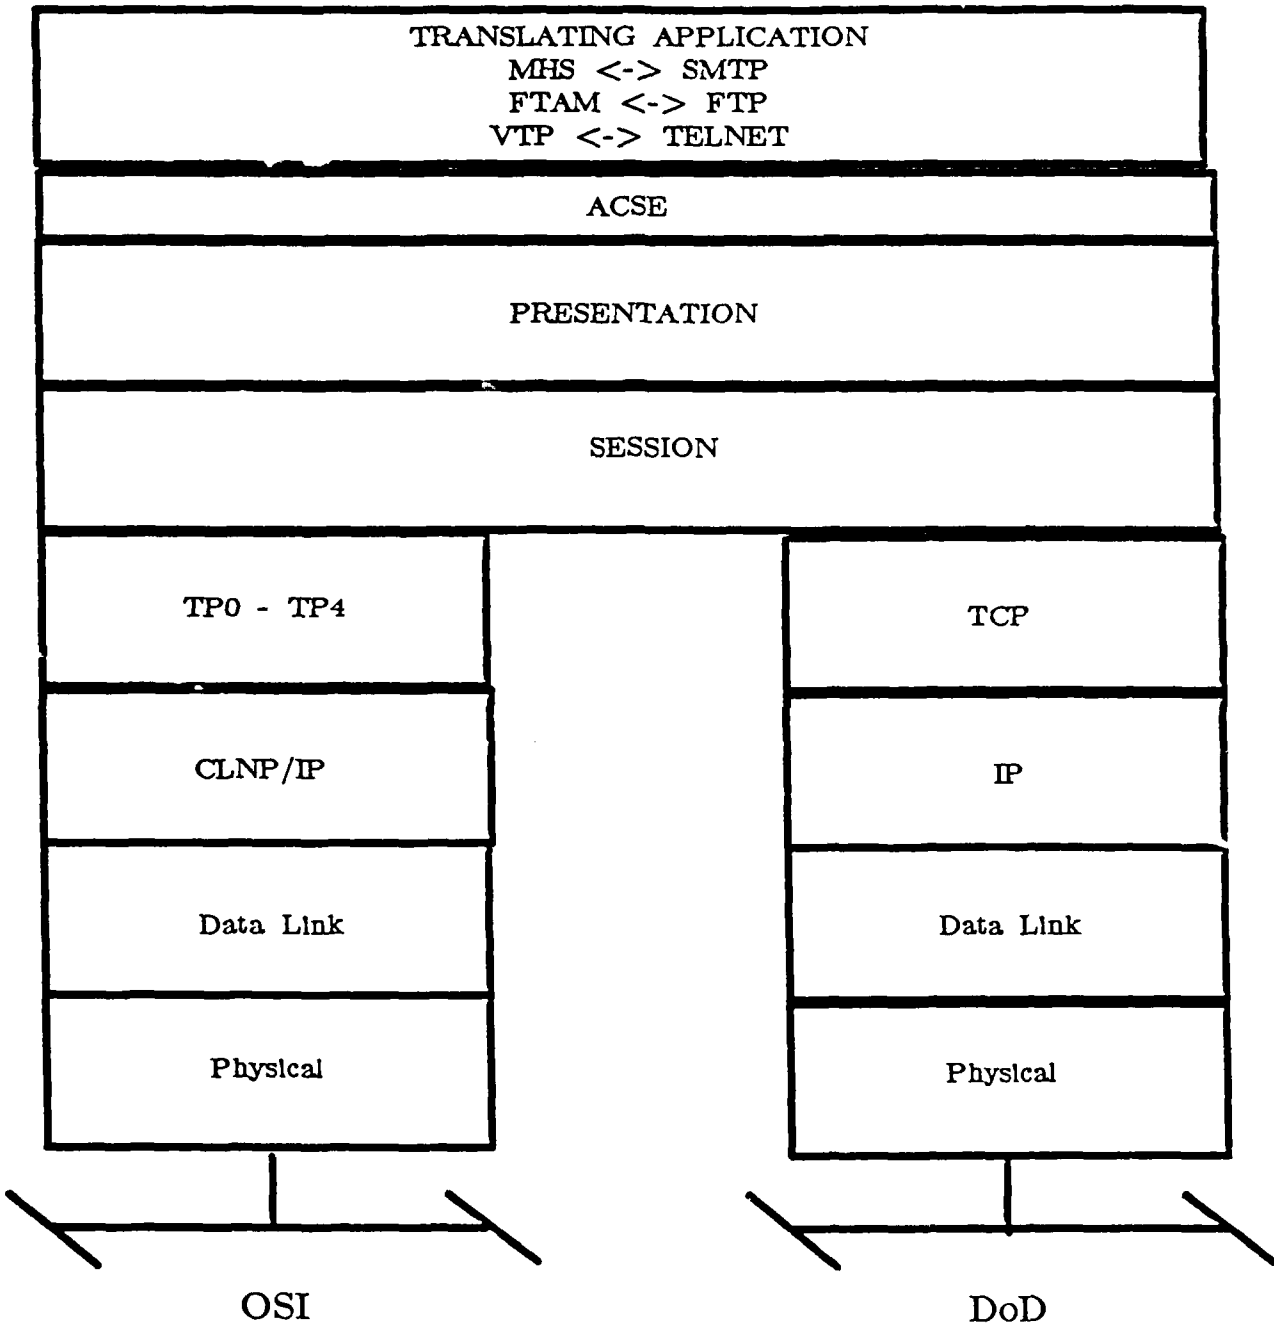 TRANSLATING APPLICATION
MHS <-> SMTP
FTAM <-> FTP
VTP <-> TELNET
ACSE
PRESENTATION
SESSION
TP0 - TP4
TCP
CLNP/IP
IP
Data Link
Data Link
Physical
Physical
OSI
DoD